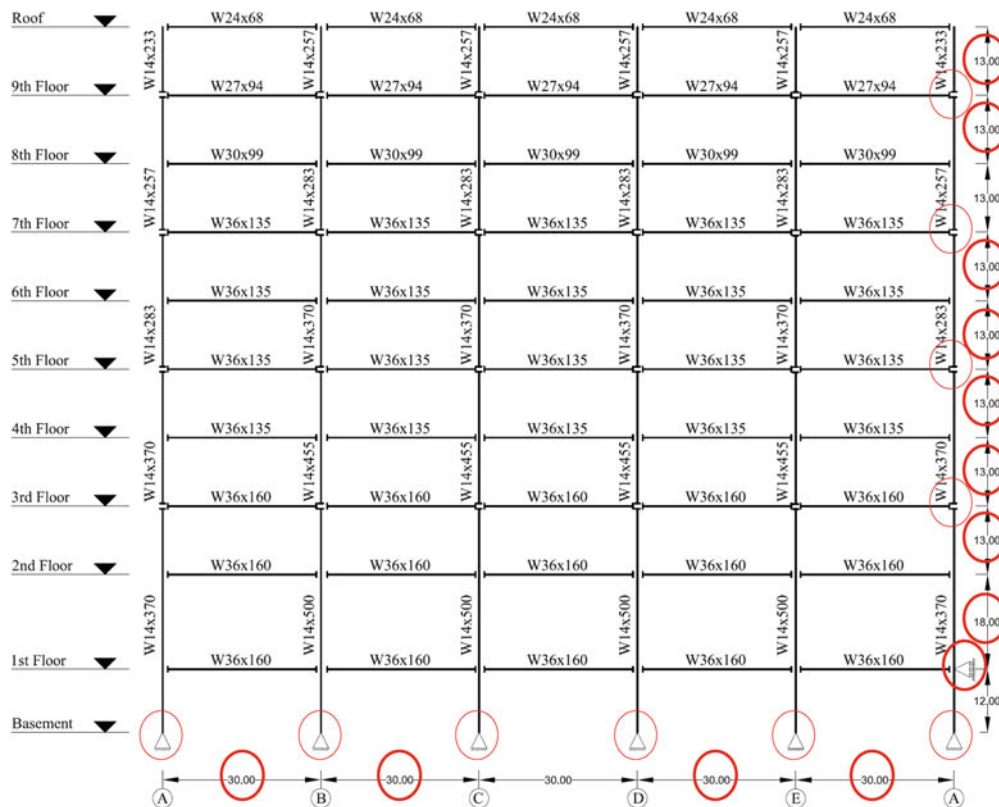 Roof W24x68 W24x68 W24x68 W24x68 W24x68
W14x233 W14x257 W14x257 W14x257 W14x257 W14x233 13,00
9th Floor W27x94 W27x94 W27x94 W27x94 W27x94
13,00
8th Floor W30x99 W30x99 W30x99 W30x99 W30x99
W14x257 W14x283 W14x283 W14x283 W14x283 W14x257 13,00
7th Floor W36x135 W36x135 W36x135 W36x135 W36x135
13,00
6th Floor W36x135 W36x135 W36x135 W36x135 W36x135
W14x283 W14x370 W14x370 W14x370 W14x370 W14x283 13,00
5th Floor W36x135 W36x135 W36x135 W36x135 W36x135
13,00
4th Floor W36x135 W36x135 W36x135 W36x135 W36x135
W14x370 W14x455 W14x455 W14x455 W14x455 W14x370 13,00
3rd Floor W36x160 W36x160 W36x160 W36x160 W36x160
13,00
2nd Floor W36x160 W36x160 W36x160 W36x160 W36x160
W14x370 W14x500 W14x500 W14x500 W14x500 W14x370 18,00
1st Floor W36x160 W36x160 W36x160 W36x160 W36x160
12,00
Basement
30.00 30.00 30.00 30.00 30.00
A B C D E A